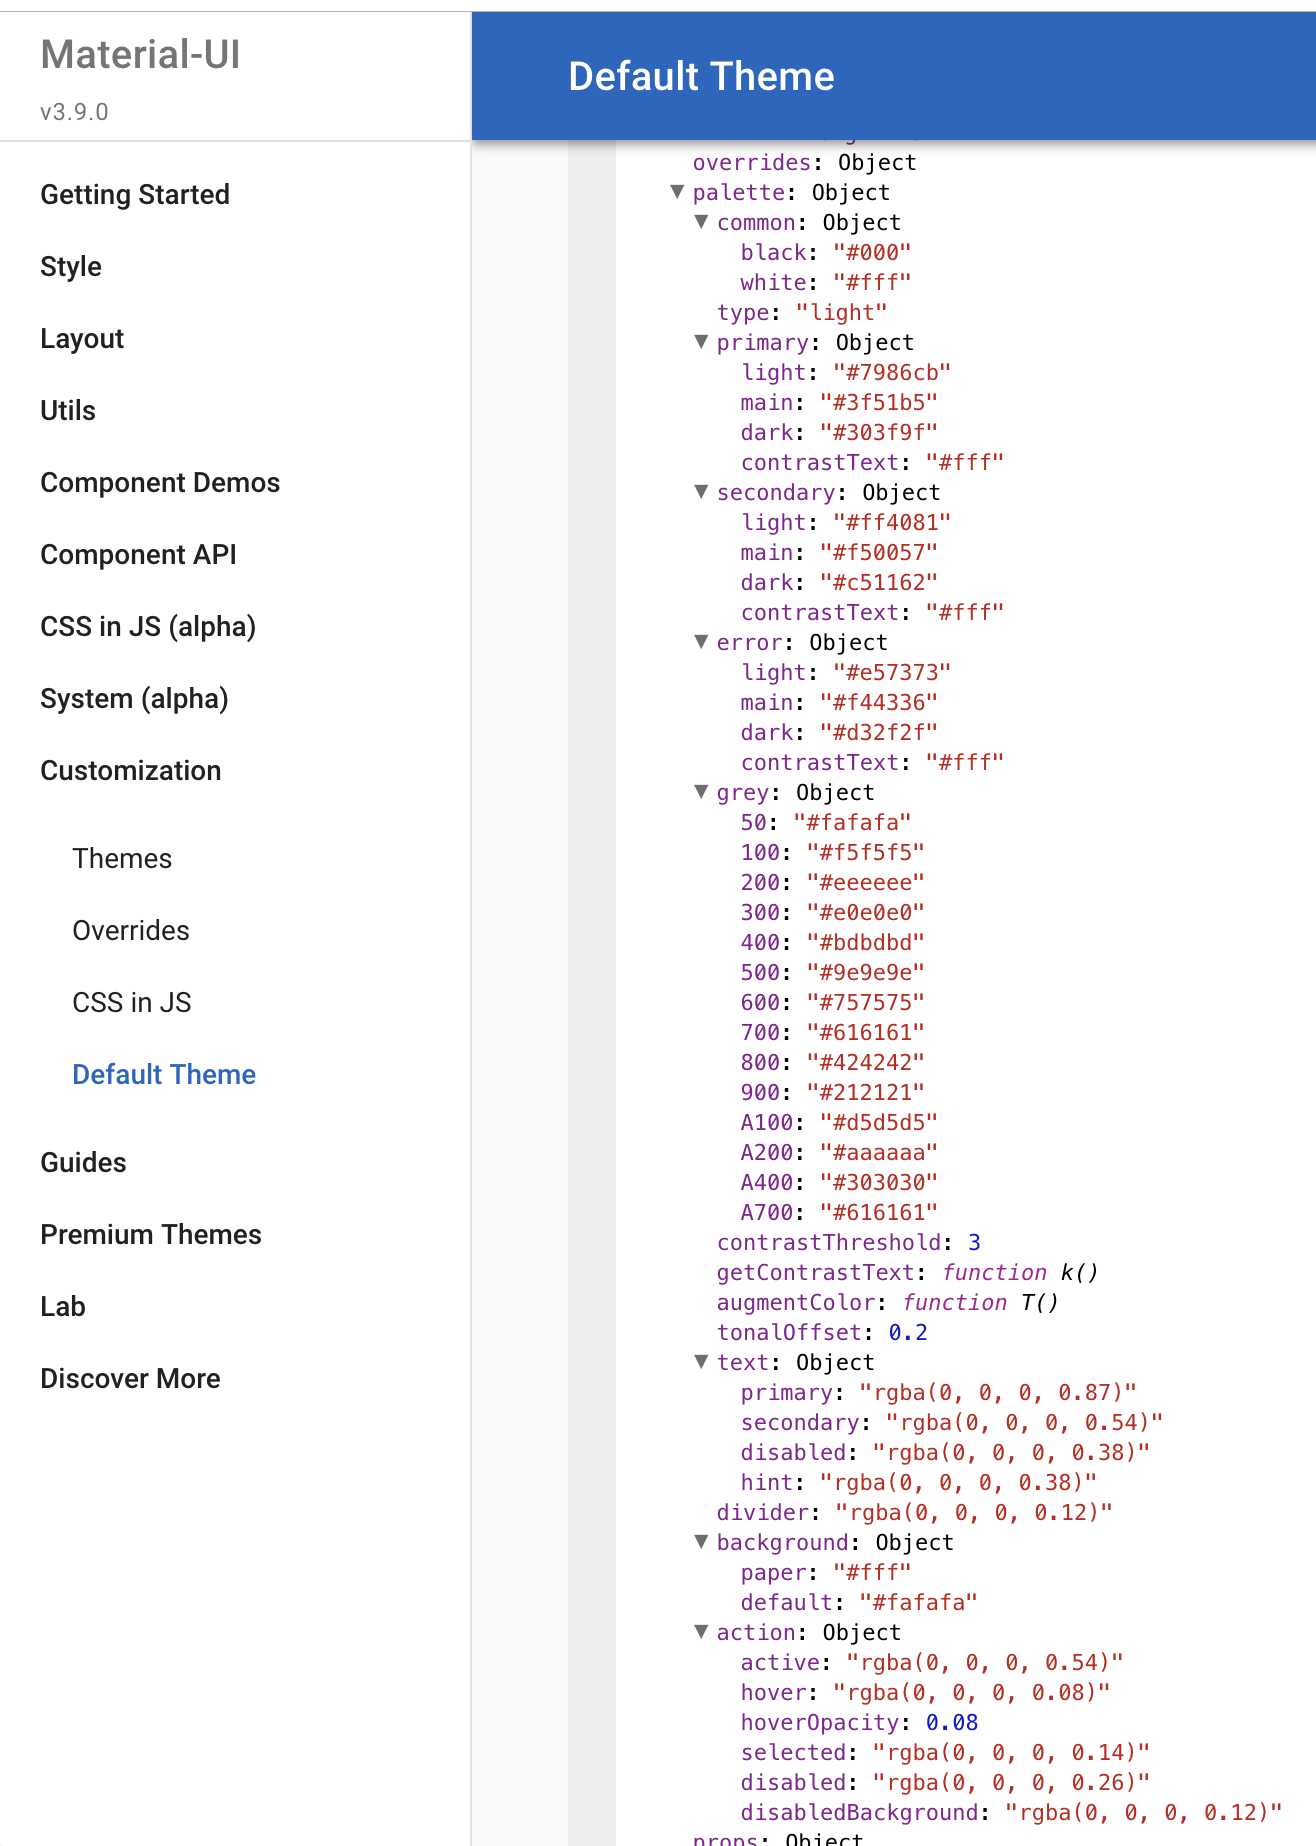 Material-UI
v3.9.0
Getting Started
Style
Layout
Utils
Component Demos
Component API
CSS in JS (alpha)
System (alpha)
Customization
Themes
Overrides
CSS in JS
Default Theme
Guides
Premium Themes
Lab
Discover More
Default Theme
overrides: Object
▼ palette: Object
▼ common: Object
black: "#000"
white: "#fff"
type: "light"
▼ primary: Object
light: "#7986cb"
main: "#3f51b5"
dark: "#303f9f"
contrastText: "#fff"
▼ secondary: Object
light: "#ff4081"
main: "#f50057"
dark: "#c51162"
contrastText: "#fff"
▼ error: Object
light: "#e57373"
main: "#f44336"
dark: "#d32f2f"
contrastText: "#fff"
▼ grey: Object
50: "#fafafa"
100: "#f5f5f5"
200: "#eeeeee"
300: "#e0e0e0"
400: "#bdbdbd"
500: "#9e9e9e"
600: "#757575"
700: "#616161"
800: "#424242"
900: "#212121"
A100: "#d5d5d5"
A200: "#aaaaaa"
A400: "#303030"
A700: "#616161"
contrastThreshold: 3
getContrastText: function k()
augmentColor: function T()
tonalOffset: 0.2
▼ text: Object
primary: "rgba(0, 0, 0, 0.87)"
secondary: "rgba(0, 0, 0, 0.54)"
disabled: "rgba(0, 0, 0, 0.38)"
hint: "rgba(0, 0, 0, 0.38)"
divider: "rgba(0, 0, 0, 0.12)"
▼ background: Object
paper: "#fff"
default: "#fafafa"
▼ action: Object
active: "rgba(0, 0, 0, 0.54)"
hover: "rgba(0, 0, 0, 0.08)"
hoverOpacity: 0.08
selected: "rgba(0, 0, 0, 0.14)"
disabled: "rgba(0, 0, 0, 0.26)"
disabledBackground: "rgba(0, 0, 0, 0.12)"
props: Object